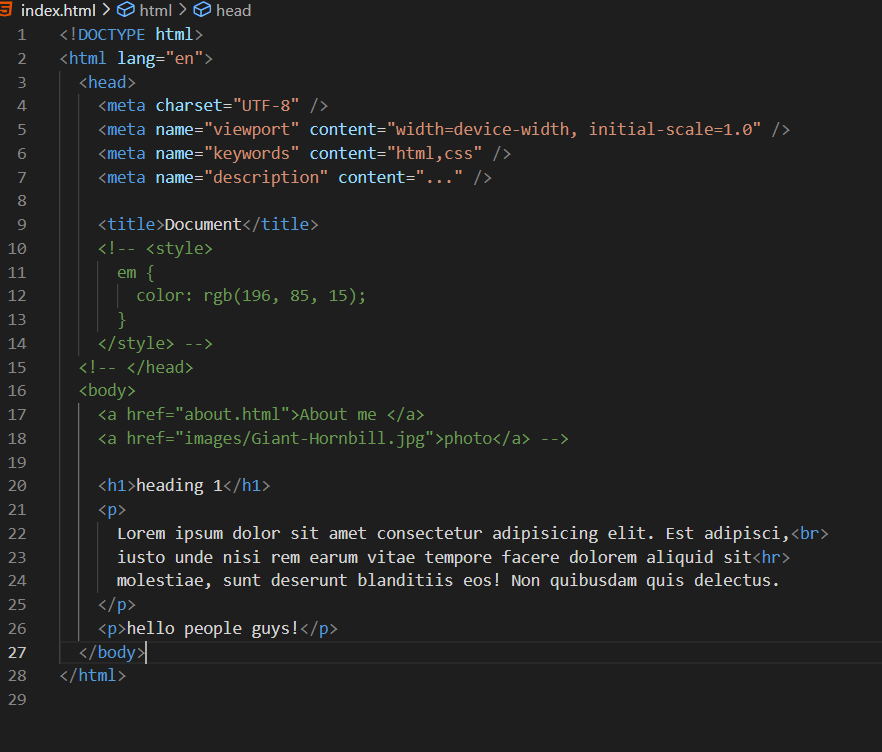 index.html > html > head
1 <!DOCTYPE html>
2 <html lang="en">
3   <head>
4     <meta charset="UTF-8" />
5     <meta name="viewport" content="width=device-width, initial-scale=1.0" />
6     <meta name="keywords" content="html,css" />
7     <meta name="description" content="..." />
8
9     <title>Document</title>
10     <!-- <style>
11       em {
12         color: rgb(196, 85, 15);
13       }
14     </style> -->
15   <!-- </head>
16   <body>
17     <a href="about.html">About me </a>
18     <a href="images/Giant-Hornbill.jpg">photo</a> -->
19
20     <h1>heading 1</h1>
21     <p>
22       Lorem ipsum dolor sit amet consectetur adipisicing elit. Est adipisci,<br>
23       iusto unde nisi rem earum vitae tempore facere dolorem aliquid sit<hr>
24       molestiae, sunt deserunt blanditiis eos! Non quibusdam quis delectus.
25     </p>
26     <p>hello people guys!</p>
27   </body>
28 </html>
29